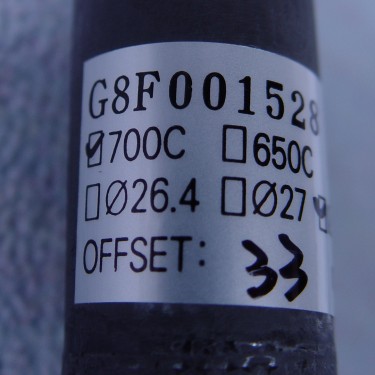 G8F001528
☑700C ☐650C
☐Ø26.4 ☐Ø27 ☑
OFFSET: 33